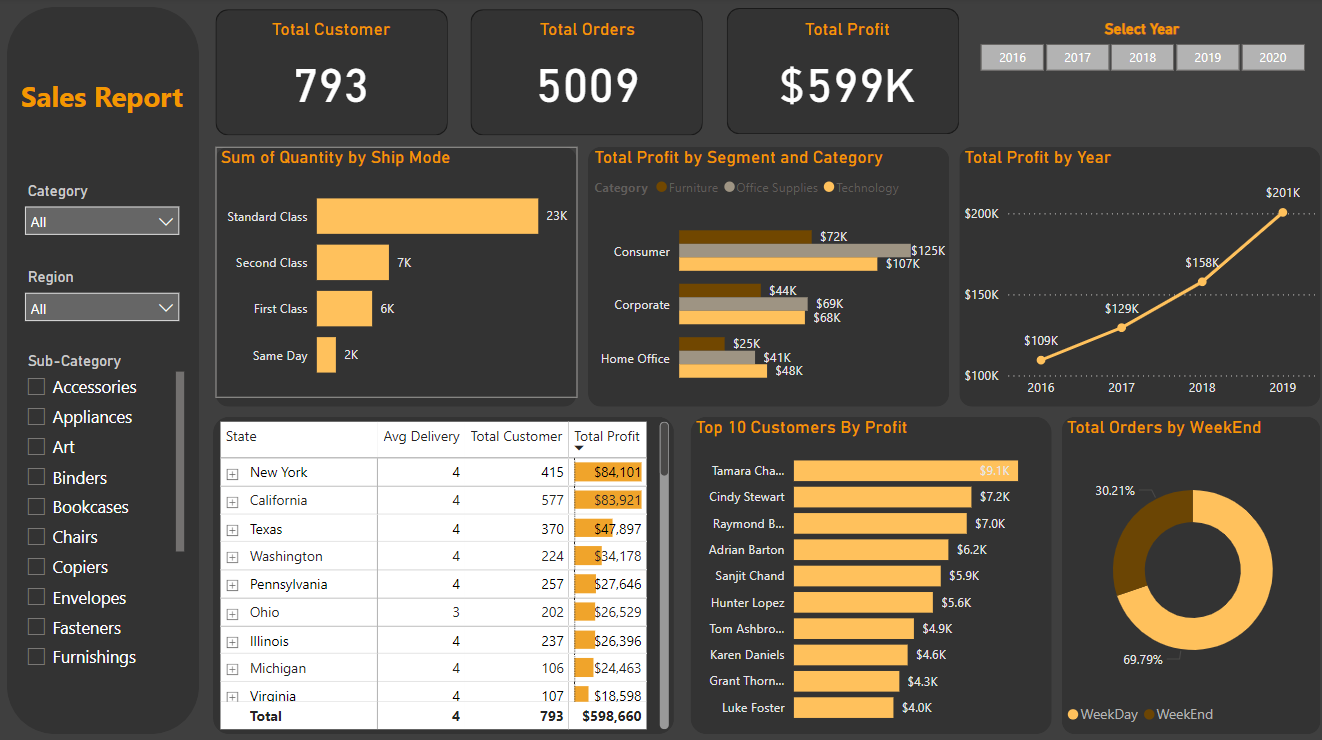 Sales Report
Category
All
Region
All
Sub-Category
Accessories
Appliances
Art
Binders
Bookcases
Chairs
Copiers
Envelopes
Fasteners
Furnishings
Total Customer
793
Total Orders
5009
Total Profit
$599K
Select Year
2016 2017 2018 2019 2020
Sum of Quantity by Ship Mode
Standard Class 23K
Second Class 7K
First Class 6K
Same Day 2K
Total Profit by Segment and Category
Category Furniture Office Supplies Technology
Consumer
$72K
$125K
$107K
Corporate
$44K
$69K
$68K
Home Office
$25K
$41K
$48K
Total Profit by Year
$200K
$150K
$100K
$109K
$129K
$158K
$201K
2016 2017 2018 2019
State Avg Delivery Total Customer Total Profit
New York 4 415 $84,101
California 4 577 $83,921
Texas 4 370 $47,897
Washington 4 224 $34,178
Pennsylvania 4 257 $27,646
Ohio 3 202 $26,529
Illinois 4 237 $26,396
Michigan 4 106 $24,463
Virginia 4 107 $18,598
Total 4 793 $598,660
Top 10 Customers By Profit
Tamara Cha... $9.1K
Cindy Stewart $7.2K
Raymond B... $7.0K
Adrian Barton $6.2K
Sanjit Chand $5.9K
Hunter Lopez $5.6K
Tom Ashbro... $4.9K
Karen Daniels $4.6K
Grant Thorn... $4.3K
Luke Foster $4.0K
Total Orders by WeekEnd
30.21%
69.79%
WeekDay WeekEnd